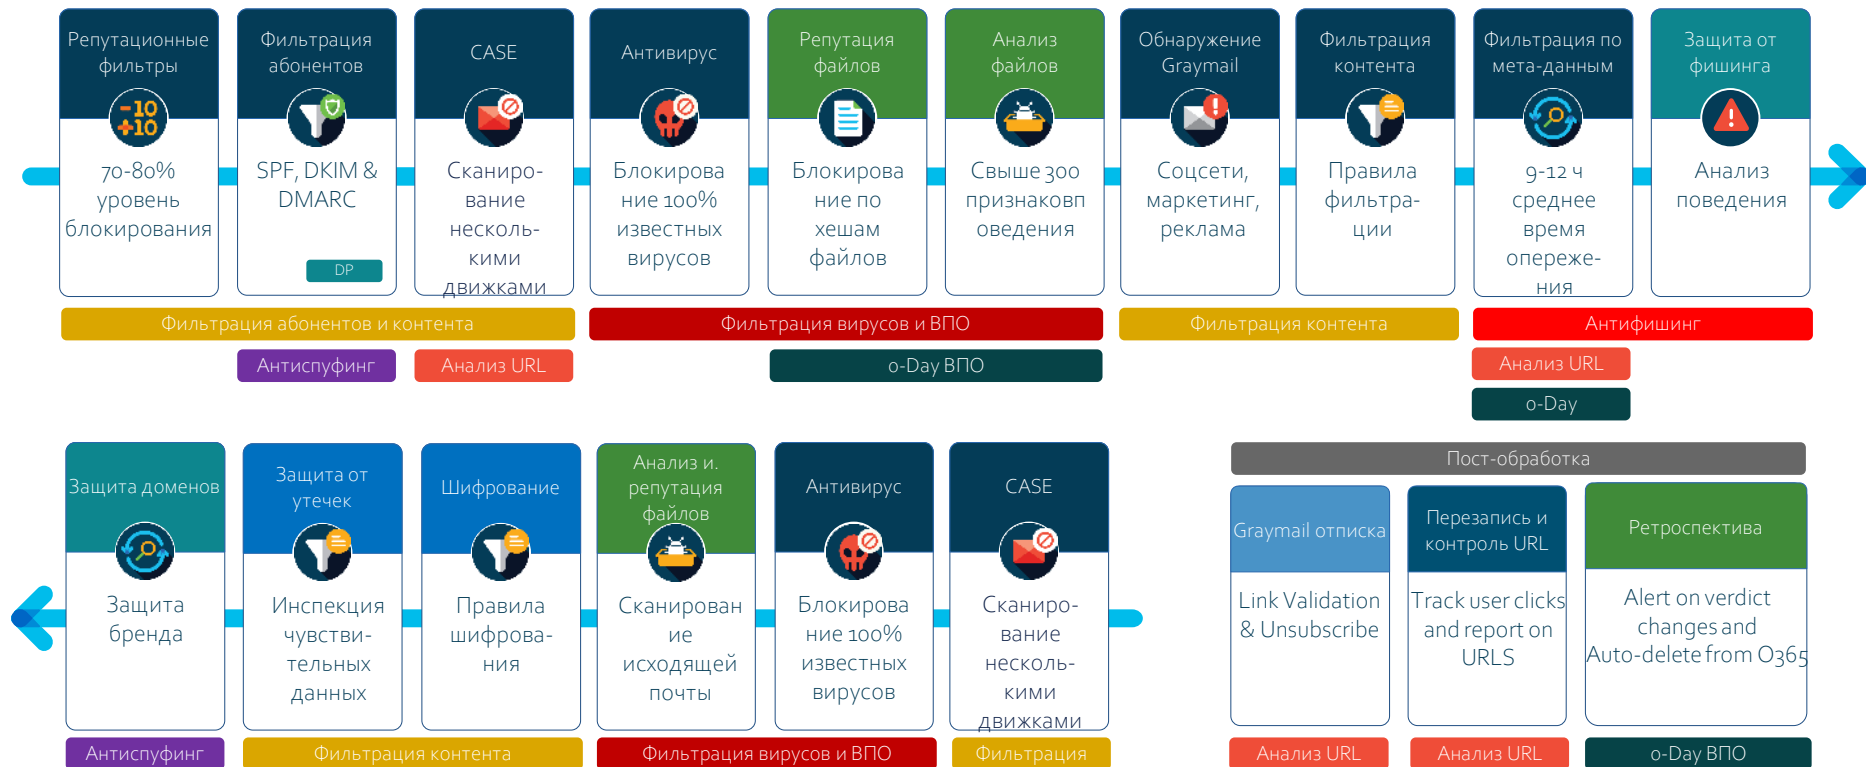 Репутационные
фильтры
-10
+10
70-80%
уровень
блокирования
Фильтрация
абонентов
SPF, DKIM &
DMARC
DP
CASE
Сканиро-
вание
несколь-
кими
движками
Антивирус
Блокирова
ние 100%
известных
вирусов
Репутация
файлов
Блокирова
ние по
хешам
файлов
Анализ
файлов
Свыше 300
признаковп
оведения
Обнаружение
Graymail
Соцсети,
маркетинг,
реклама
Фильтрация
контента
Правила
фильтра-
ции
Фильтрация по
мета-данным
9-12 ч
среднее
время
опереже-
ния
Защита от
фишинга
Анализ
поведения
Фильтрация абонентов и контента
Фильтрация вирусов и ВПО
Фильтрация контента
Антифишинг
Антиспуфинг
Анализ URL
0-Day ВПО
Анализ URL
0-Day
Защита доменов
Защита
бренда
Защита от
утечек
Инспекция
чувстви-
тельных
данных
Шифрование
Правила
шифрова-
ния
Анализ и.
репутация
файлов
Сканирован
ие
исходящей
почты
Антивирус
Блокирова
ние 100%
известных
вирусов
CASE
Сканиро-
вание
несколь-
кими
движками
Антиспуфинг
Фильтрация контента
Фильтрация вирусов и ВПО
Фильтрация
Пост-обработка
Graymail отписка
Link Validation
& Unsubscribe
Перезапись и
контроль URL
Track user clicks
and report on
URLS
Ретроспектива
Alert on verdict
changes and
Auto-delete from O365
Анализ URL
Анализ URL
0-Day ВПО